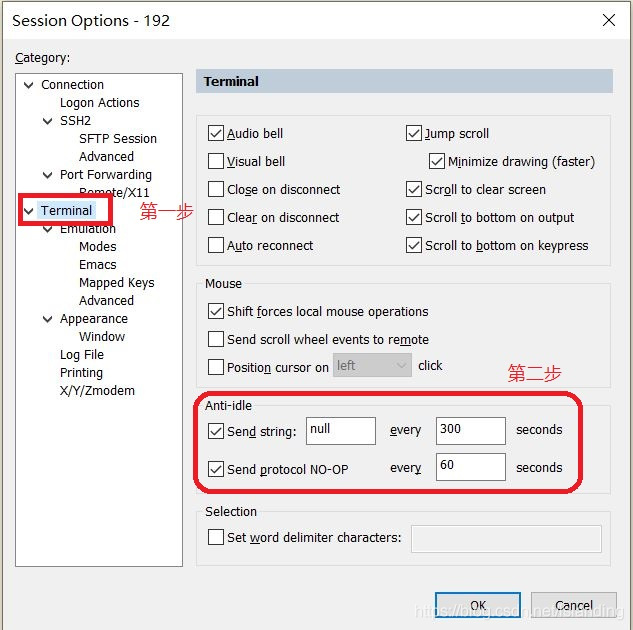 Session Options - 192
Category:
Connection
Logon Actions
SSH2
SFTP Session
Advanced
Port Forwarding
Remote/X11
Terminal
第一步
Emulation
Modes
Emacs
Mapped Keys
Advanced
Appearance
Window
Log File
Printing
X/Y/Zmodem
Terminal
Audio bell
Jump scroll
Visual bell
Minimize drawing (faster)
Close on disconnect
Scroll to clear screen
Clear on disconnect
Scroll to bottom on output
Auto reconnect
Scroll to bottom on keypress
Mouse
Shift forces local mouse operations
Send scroll wheel events to remote
Position cursor on left click
第二步
Anti-idle
Send string: null every 300 seconds
Send protocol NO-OP every 60 seconds
Selection
Set word delimiter characters:
OK Cancel